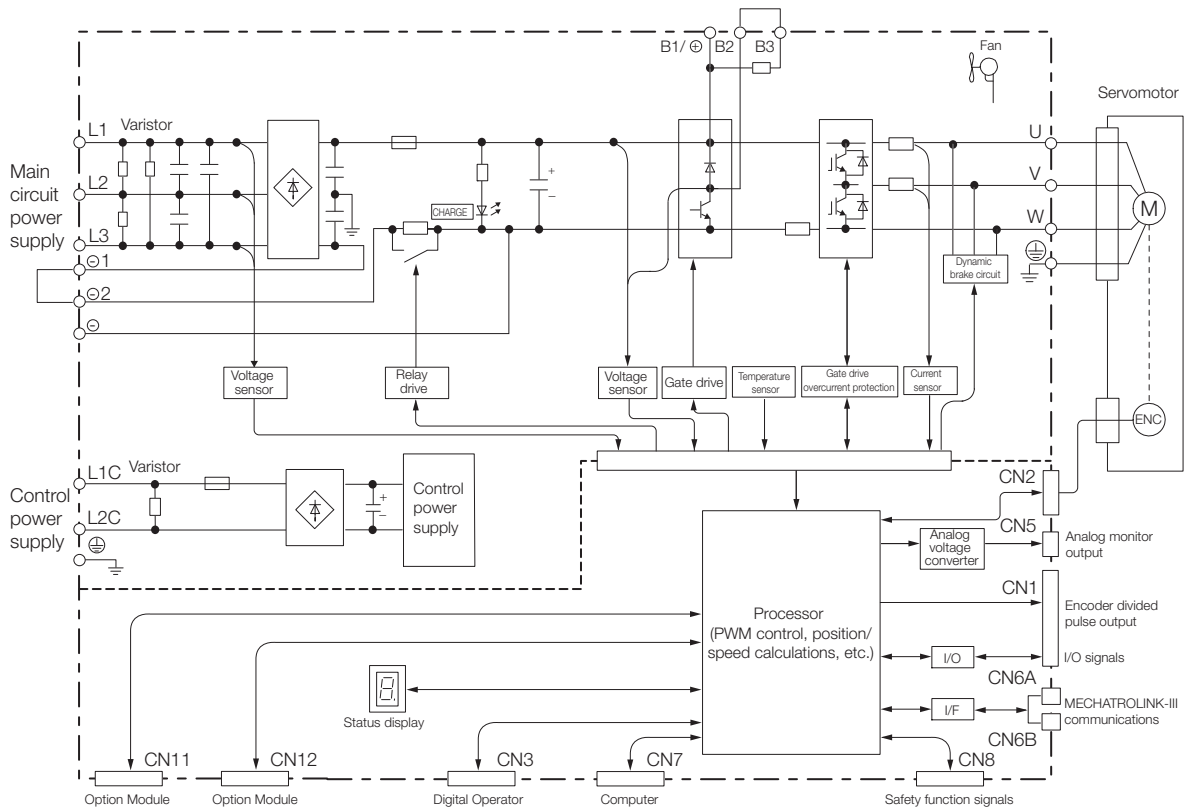 B1/ ⊕
B2
B3
Fan
Servomotor
L1
Varistor
U
Main
circuit
power
supply
L2
V
CHARGE
M
L3
W
⊖1
Dynamic
brake circuit
⊖2
⊖
Voltage
sensor
Relay
drive
Voltage
sensor
Gate drive
Temperature
sensor
Gate drive
overcurrent protection
Current
sensor
ENC
L1C
Varistor
CN2
Control
power
supply
L2C
+
–
Control
power
supply
Analog
voltage
converter
CN5
Analog monitor
output
CN1
Processor
(PWM control, position/
speed calculations, etc.)
Encoder divided
pulse output
I/O
I/O signals
CN6A
8.
Status display
I/F
MECHATROLINK-III
communications
CN6B
CN11
CN12
CN3
CN7
CN8
Option Module
Option Module
Digital Operator
Computer
Safety function signals